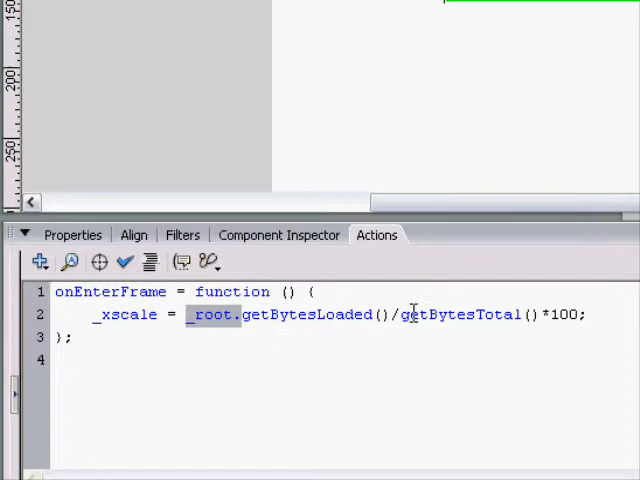 150
200
250
Properties Align Filters Component Inspector Actions
1 onEnterFrame = function () {
2 _xscale = _root.getBytesLoaded()/getBytesTotal()*100;
3 };
4